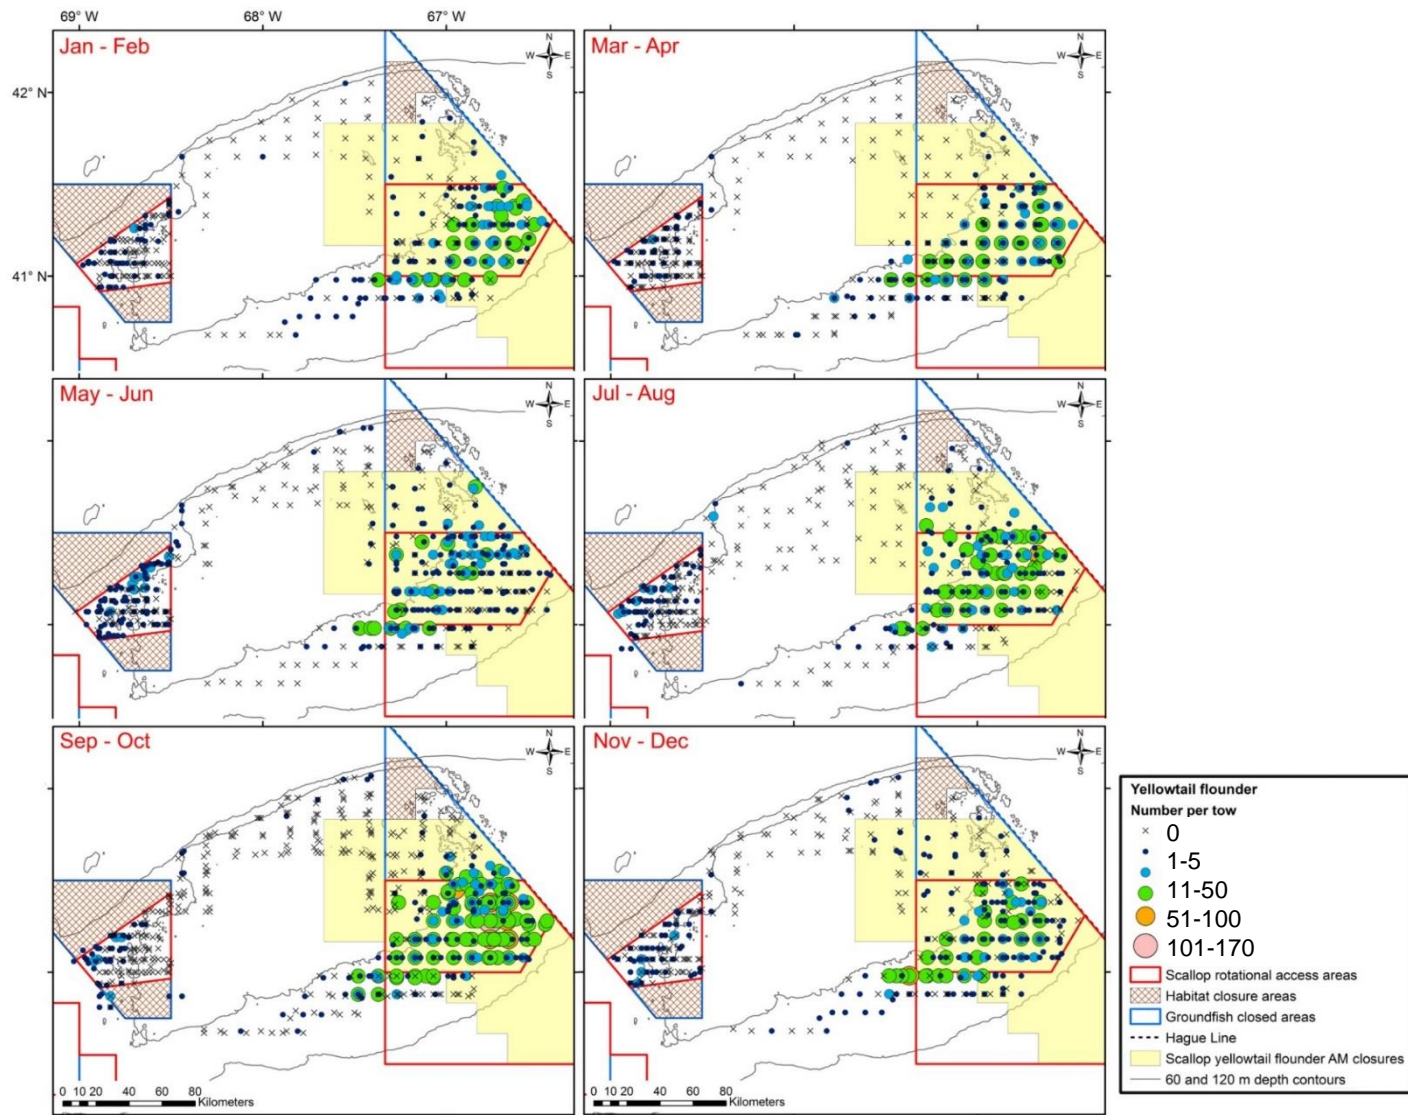 69° W 68° W 67° W
Jan - Feb
N
W E
S
Mar - Apr
N
W E
S
42° N
41° N
May - Jun
N
W E
S
Jul - Aug
N
W E
S
Sep - Oct
N
W E
S
Nov - Dec
N
W E
S
0 10 20 40 60 80
Kilometers
0 10 20 40 60 80
Kilometers
Yellowtail flounder
Number per tow
0
1-5
11-50
51-100
101-170
Scallop rotational access areas
Habitat closure areas
Groundfish closed areas
Hague Line
Scallop yellowtail flounder AM closures
60 and 120 m depth contours